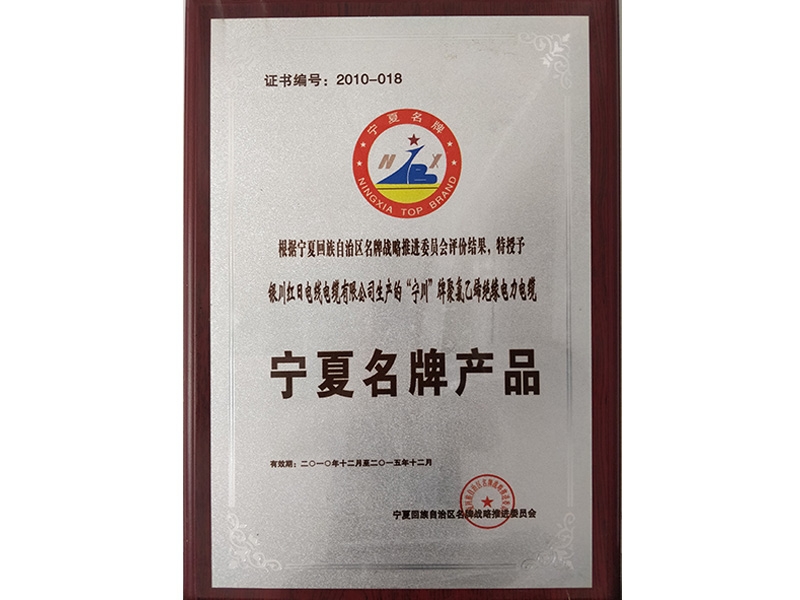 证书编号：2010-018
宁夏名牌
N B X
NINGXIA TOP BRAND
根据宁夏回族自治区名牌战略推进委员会评价结果，特授予
银川红日电线电缆有限公司生产的“宁川”牌聚氯乙烯绝缘电力电缆
宁夏名牌产品
有效期：二〇一〇年十二月至二〇一五年十二月
宁夏回族自治区名牌战略推进委员会